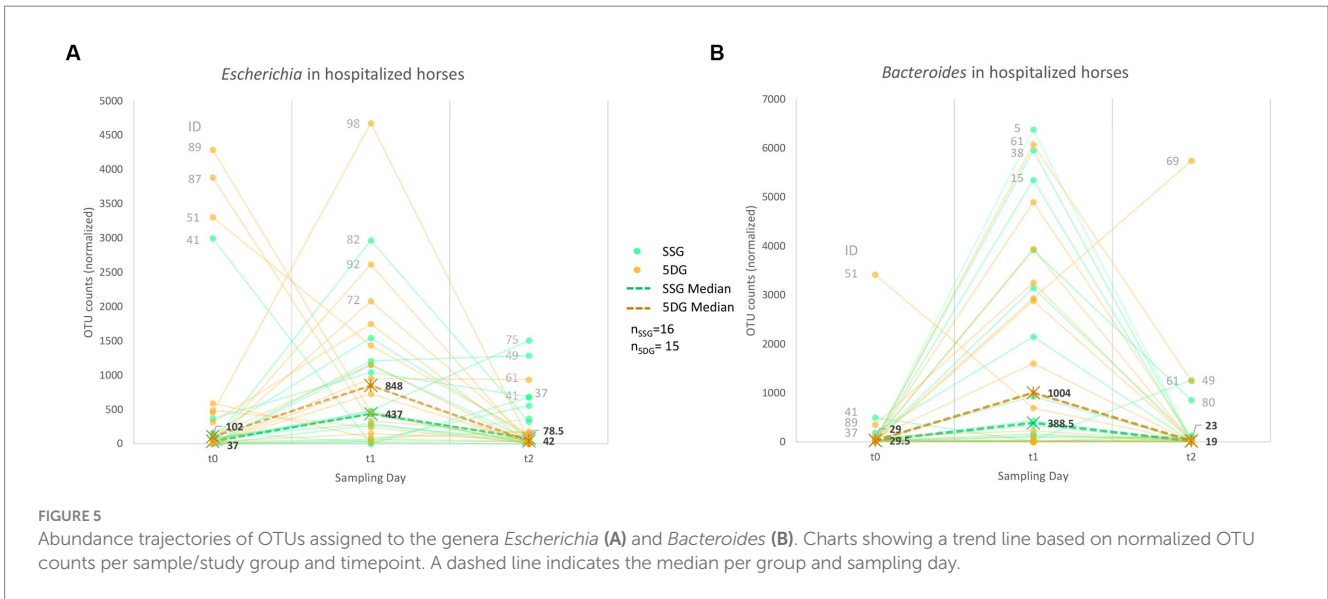 A
Escherichia in hospitalized horses
5000
4500
4000
3500
3000
2500
2000
1500
1000
500
0
OTU counts (normalized)
ID
89
87
51
41
98
82
92
72
75
49
61
37
41
102
37
848
437
78.5
42
t0
t1
t2
Sampling Day
SSG
5DG
SSG Median
5DG Median
nSSG=16
n5DG= 15
B
Bacteroides in hospitalized horses
7000
6000
5000
4000
3000
2000
1000
0
OTU counts (normalized)
ID
51
41
89
37
5
61
38
15
69
61
49
80
29
29.5
1004
388.5
23
19
t0
t1
t2
Sampling Day
FIGURE 5
Abundance trajectories of OTUs assigned to the genera Escherichia (A) and Bacteroides (B). Charts showing a trend line based on normalized OTU
counts per sample/study group and timepoint. A dashed line indicates the median per group and sampling day.